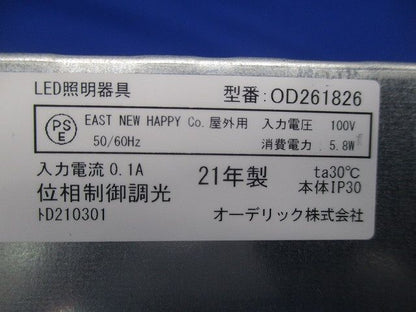 LED照明器具 型番:OD261826
PS
E
EAST NEW HAPPY Co. 屋外用 入力電圧 100V
50/60Hz 消費電力 5.8W
入力電流 0.1A 21年製 ta30℃
位相制御調光 本体IP30
トD210301 オーデリック株式会社